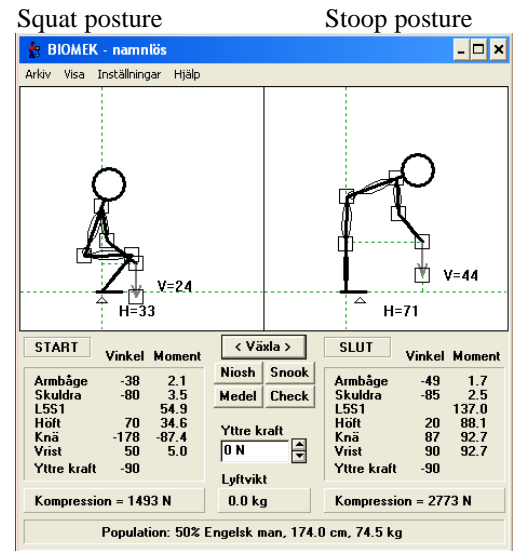 Squat posture Stoop posture
BIOMEK - namnlös
Arkiv Visa Inställningar Hjälp
V=24
H=33
V=44
H=71
START Vinkel Moment
Armbåge -38 2.1
Skuldra -80 3.5
L5S1 54.9
Höft 70 34.6
Knä -178 -87.4
Vrist 50 5.0
Yttre kraft -90
Kompression = 1493 N
< Växla >
Niosh Snook
Medel Check
Yttre kraft
0 N
Lyftvikt
0.0 kg
SLUT Vinkel Moment
Armbåge -49 1.7
Skuldra -85 2.5
L5S1 137.0
Höft 20 88.1
Knä 87 92.7
Vrist 90 92.7
Yttre kraft -90
Kompression = 2773 N
Population: 50% Engelsk man, 174.0 cm, 74.5 kg